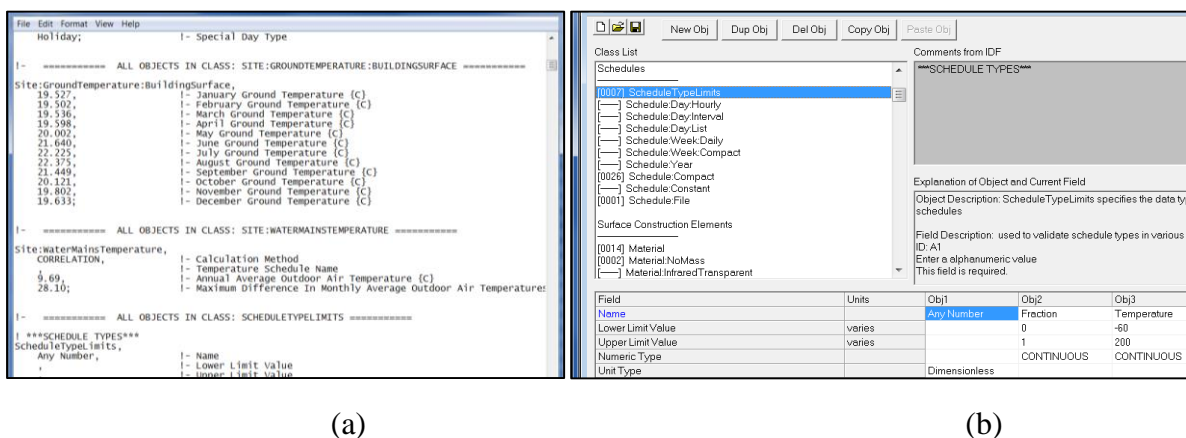 File Edit Format View Help
Holiday; !- Special Day Type
!- =========== ALL OBJECTS IN CLASS: SITE:GROUNDTEMPERATURE:BUILDINGSURFACE ===========
Site:GroundTemperature:BuildingSurface,
19.527, !- January Ground Temperature {C}
19.502, !- February Ground Temperature {C}
19.536, !- March Ground Temperature {C}
19.598, !- April Ground Temperature {C}
20.002, !- May Ground Temperature {C}
21.640, !- June Ground Temperature {C}
22.225, !- July Ground Temperature {C}
22.375, !- August Ground Temperature {C}
21.449, !- September Ground Temperature {C}
20.121, !- October Ground Temperature {C}
19.802, !- November Ground Temperature {C}
19.633; !- December Ground Temperature {C}
!- =========== ALL OBJECTS IN CLASS: SITE:WATERMAINSTEMPERATURE ===========
Site:WaterMainsTemperature,
CORRELATION, !- Calculation Method
, !- Temperature Schedule Name
9.69, !- Annual Average Outdoor Air Temperature {C}
28.10; !- Maximum Difference In Monthly Average Outdoor Air Temperatures
!- =========== ALL OBJECTS IN CLASS: SCHEDULETYPELIMITS ===========
! ***SCHEDULE TYPES***
ScheduleTypeLimits,
Any Number, !- Name
, !- Lower Limit Value
, !- Upper Limit Value
(a)
New Obj Dup Obj Del Obj Copy Obj Paste Obj
Class List
Schedules
[0007] ScheduleTypeLimits
[----] Schedule:Day:Hourly
[----] Schedule:Day:Interval
[----] Schedule:Day:List
[----] Schedule:Week:Daily
[----] Schedule:Week:Compact
[----] Schedule:Year
[0026] Schedule:Compact
[----] Schedule:Constant
[0001] Schedule:File
Surface Construction Elements
[0014] Material
[0002] Material:NoMass
[----] Material:InfraredTransparent
Comments from IDF
***SCHEDULE TYPES***
Explanation of Object and Current Field
Object Description: ScheduleTypeLimits specifies the data ty
schedules
Field Description: used to validate schedule types in various
ID: A1
Enter a alphanumeric value
This field is required.
Field Units Obj1 Obj2 Obj3
Name Any Number Fraction Temperature
Lower Limit Value varies 0 -60
Upper Limit Value varies 1 200
Numeric Type CONTINUOUS CONTINUOUS
Unit Type Dimensionless
(b)